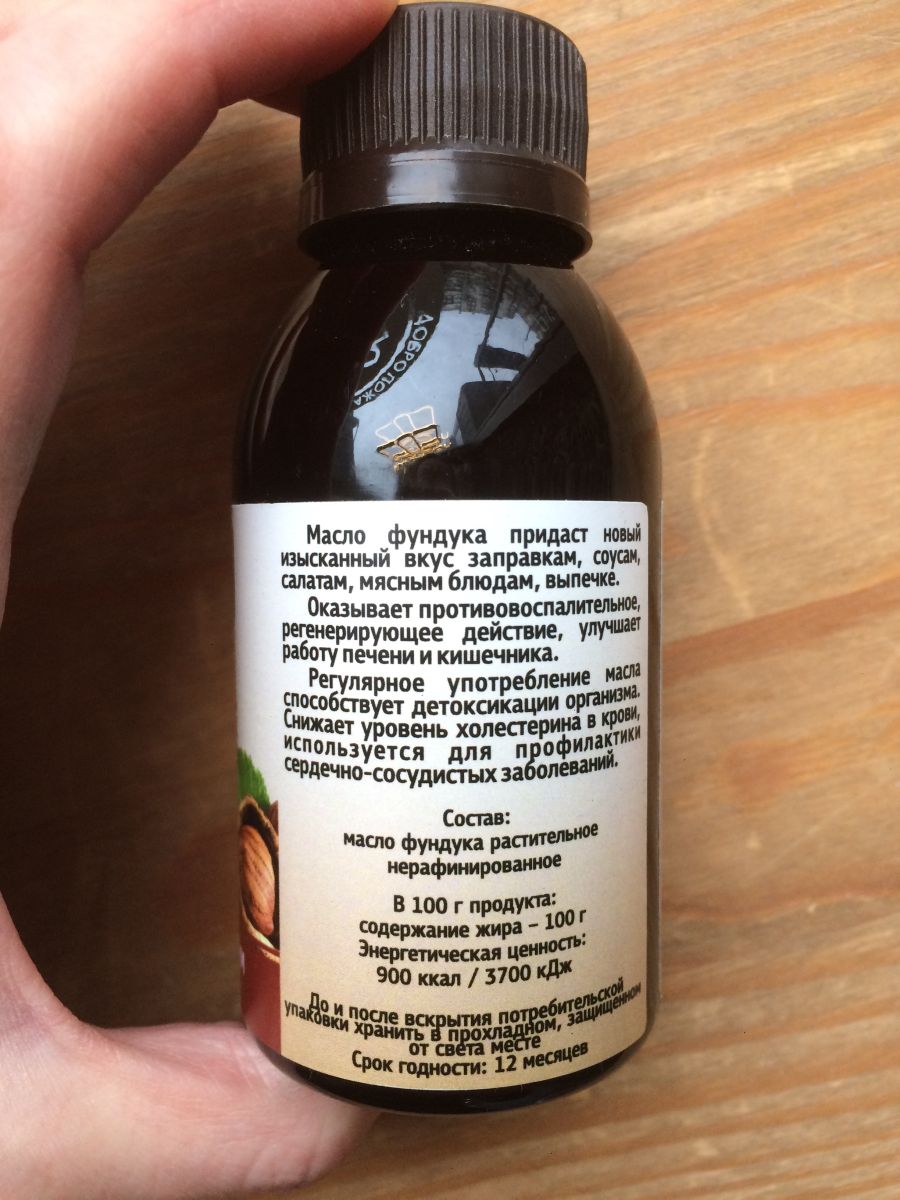 ДОБРО ПОЖА
Масло фундука придаст новый
изысканный вкус заправкам, соусам,
салатам, мясным блюдам, выпечке.
Оказывает противовоспалительное,
регенерирующее действие, улучшает
работу печени и кишечника.
Регулярное употребление масла
способствует детоксикации организма.
Снижает уровень холестерина в крови,
используется для профилактики
сердечно-сосудистых заболеваний.
Состав:
масло фундука растительное
нерафинированное
В 100 г продукта:
содержание жира – 100 г
Энергетическая ценность:
900 ккал / 3700 кДж
До и после вскрытия потребительской
упаковки хранить в прохладном, защищенном
от света месте
Срок годности: 12 месяцев